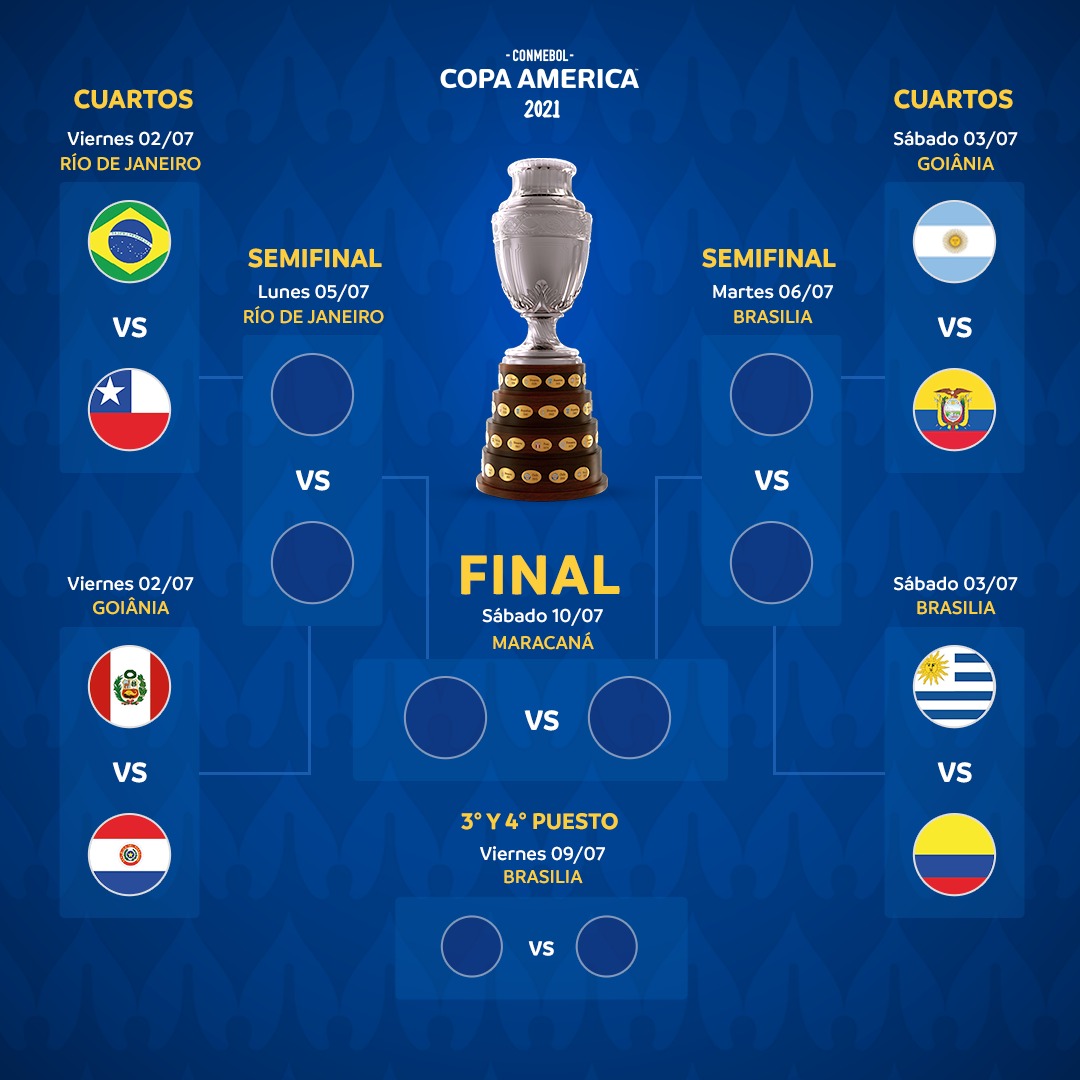 - CONMEBOL -
COPA AMERICA
2021
CUARTOS
Viernes 02/07
RÍO DE JANEIRO
VS
Viernes 02/07
GOIÂNIA
VS
SEMIFINAL
Lunes 05/07
RÍO DE JANEIRO
VS
FINAL
Sábado 10/07
MARACANÁ
VS
3° Y 4° PUESTO
Viernes 09/07
BRASILIA
VS
SEMIFINAL
Martes 06/07
BRASILIA
VS
CUARTOS
Sábado 03/07
GOIÂNIA
VS
Sábado 03/07
BRASILIA
VS